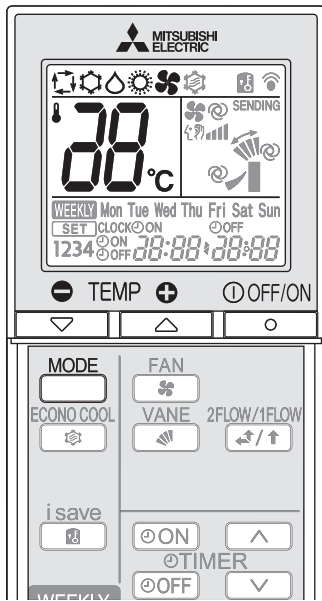 MITSUBISHI
ELECTRIC
SENDING
°C
WEEKLY Mon Tue Wed Thu Fri Sat Sun
SET CLOCK ON OFF
1234 ON OFF 88:88 88:88
TEMP OFF/ON
MODE FAN
ECONO COOL VANE 2FLOW/1FLOW
i save
ON
TIMER
OFF
WEEKLY